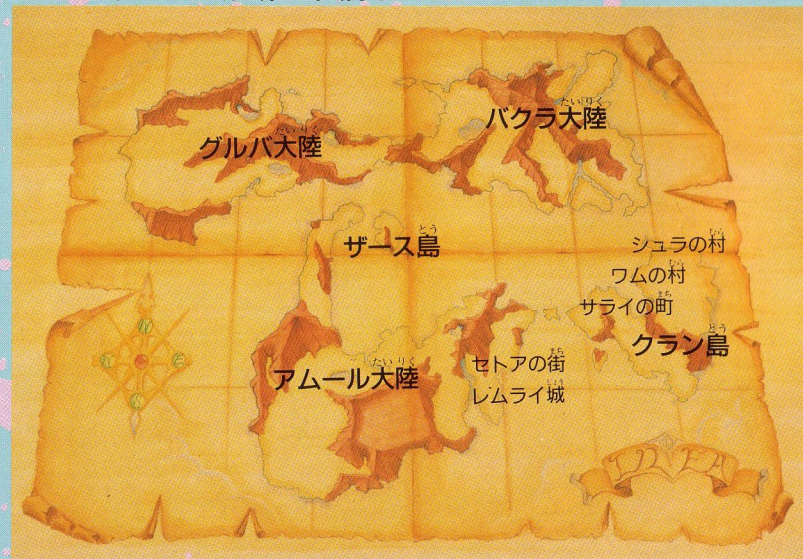 バクラ大陸
グルバ大陸
ザース島
シュラの村
ワムの村
サライの町
クラン島
セトアの街
アムール大陸
レムライ城